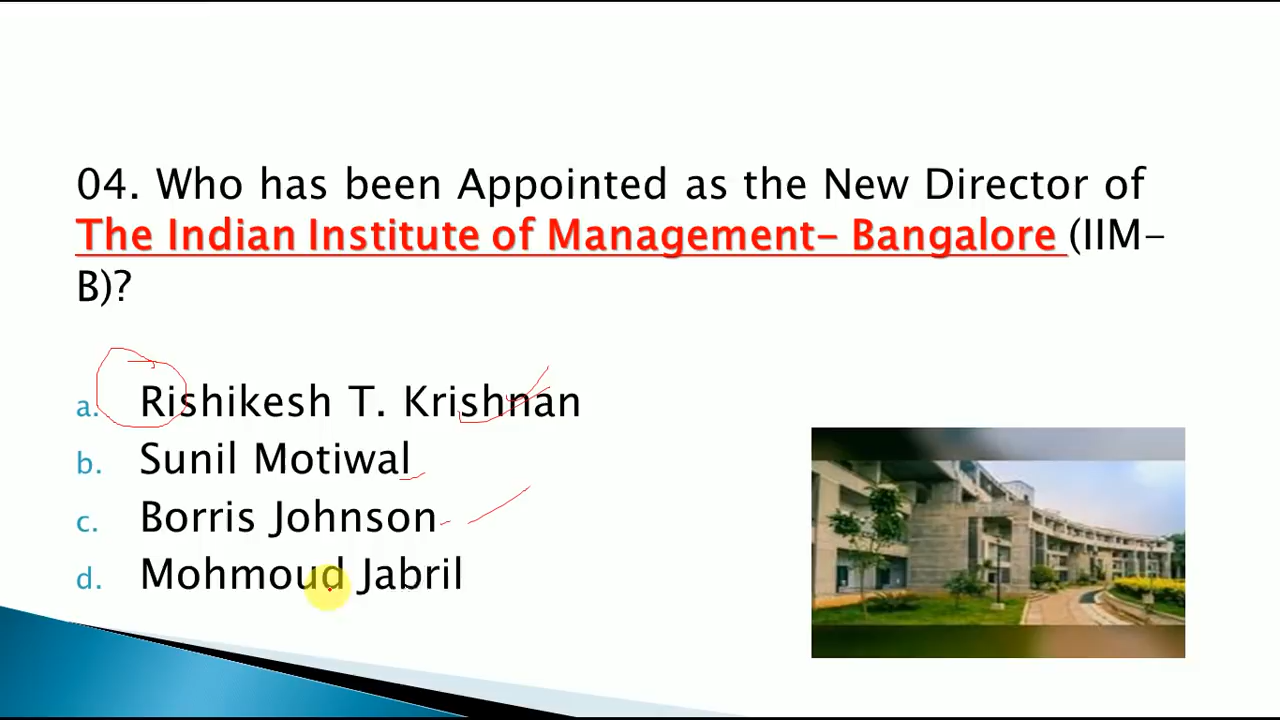 04. Who has been Appointed as the New Director of
The Indian Institute of Management- Bangalore (IIM-
B)?
a. Rishikesh T. Krishnan
b. Sunil Motiwal
c. Borris Johnson
d. Mohmoud Jabril